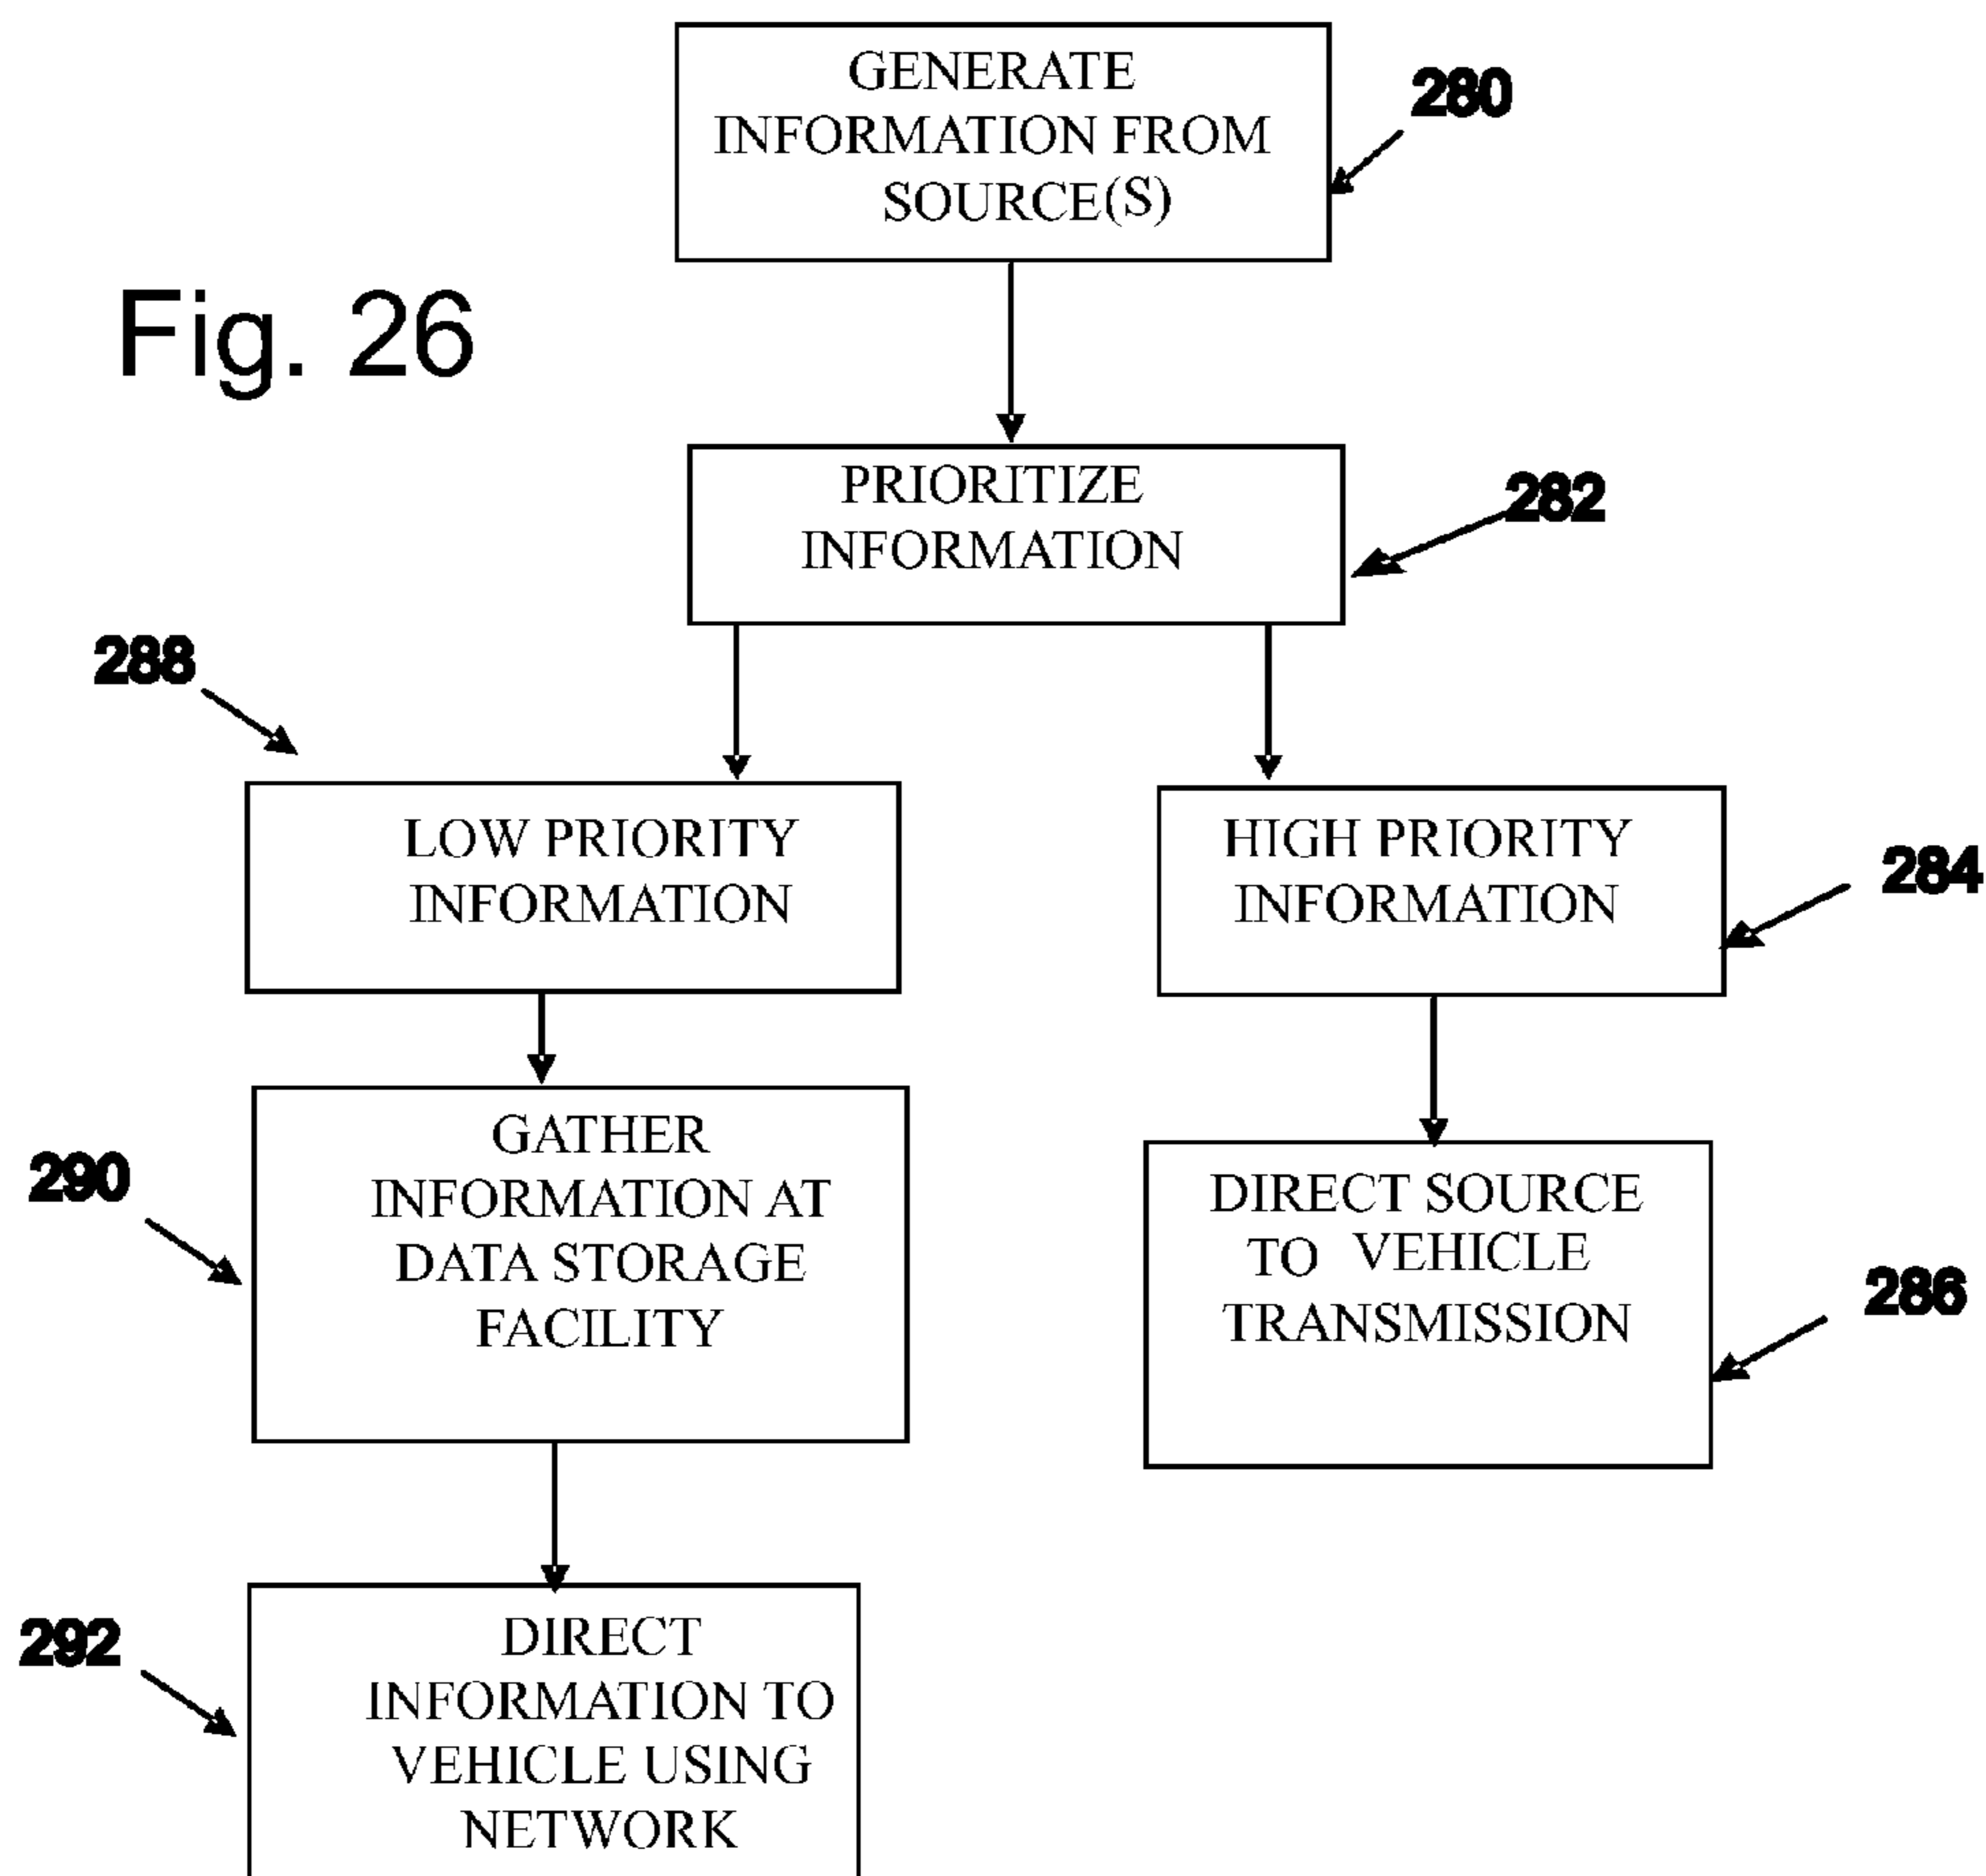 GENERATE
INFORMATION FROM
SOURCE(S)
280
Fig. 26
PRIORITIZE
INFORMATION
282
288
LOW PRIORITY
INFORMATION
HIGH PRIORITY
INFORMATION
284
290
GATHER
INFORMATION AT
DATA STORAGE
FACILITY
DIRECT SOURCE
TO VEHICLE
TRANSMISSION
286
292
DIRECT
INFORMATION TO
VEHICLE USING
NETWORK